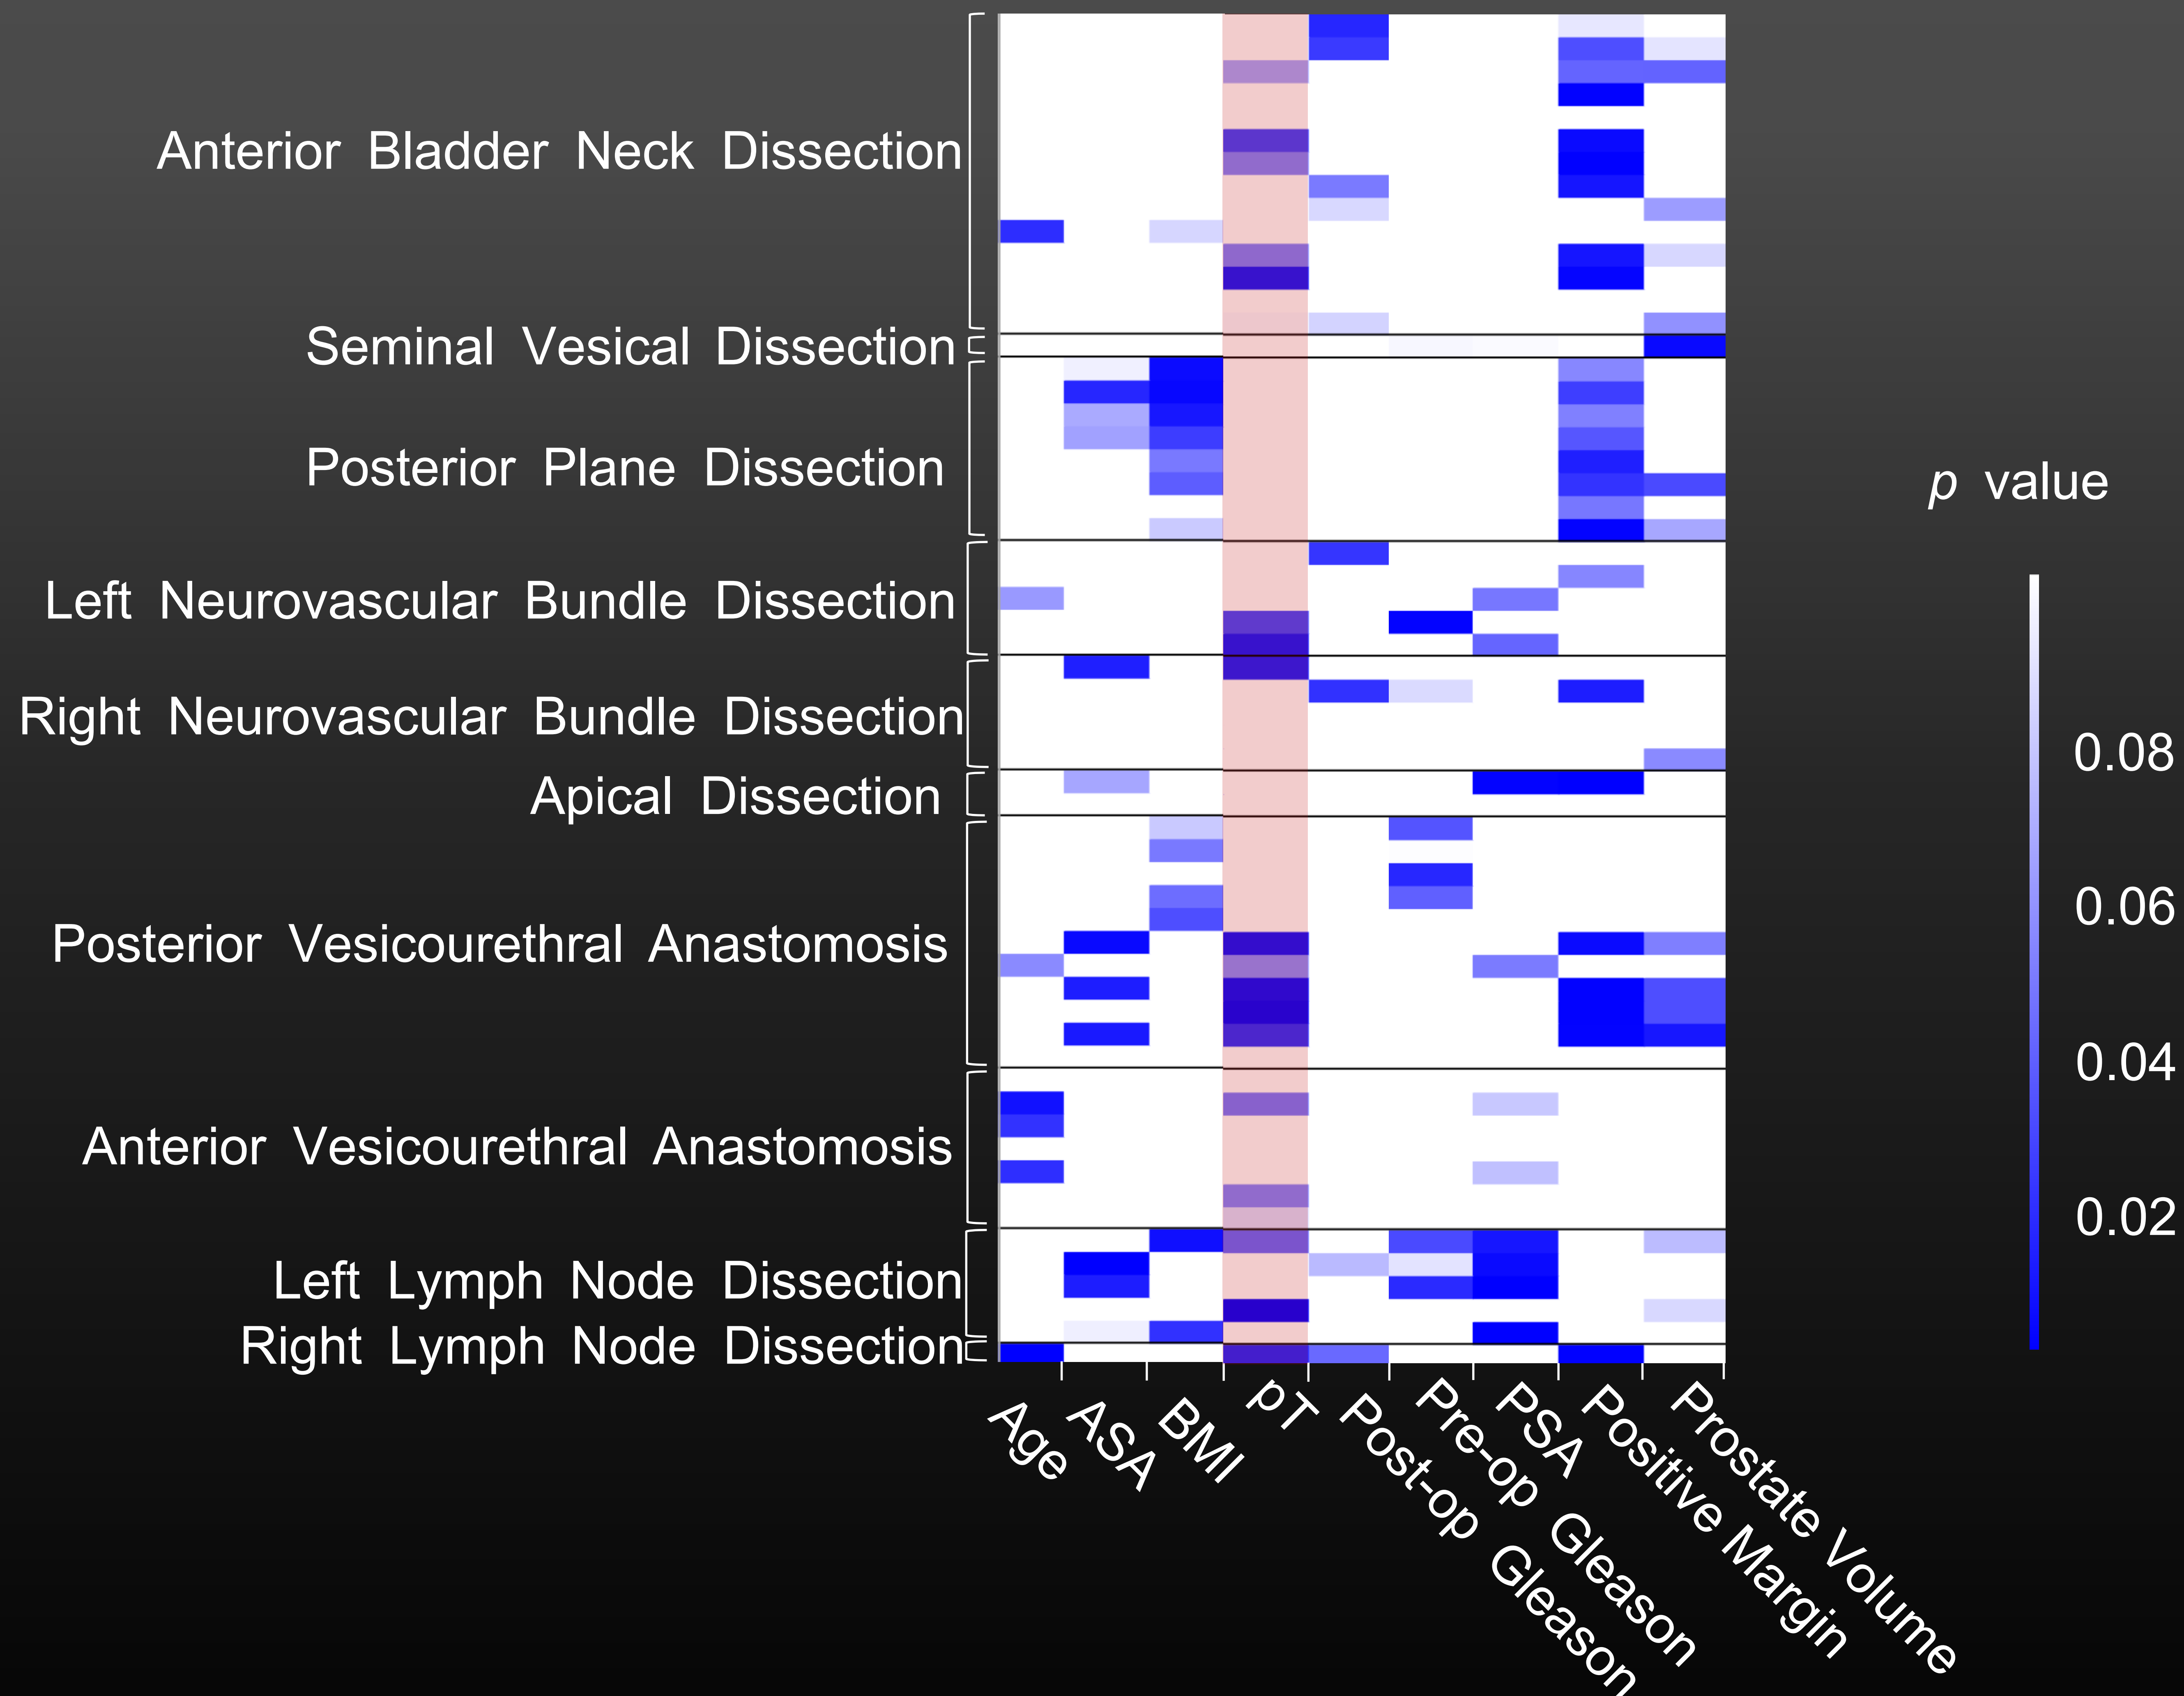 Anterior Bladder Neck Dissection
Seminal Vesical Dissection
Posterior Plane Dissection
Left Neurovascular Bundle Dissection
Right Neurovascular Bundle Dissection
Apical Dissection
Posterior Vesicourethral Anastomosis
Anterior Vesicourethral Anastomosis
Left Lymph Node Dissection
Right Lymph Node Dissection
Age
ASA
BMI
pT
Post-op Gleason
Pre-op Gleason
PSA
Positive Margin
Prostate Volume
p value
0.08
0.06
0.04
0.02